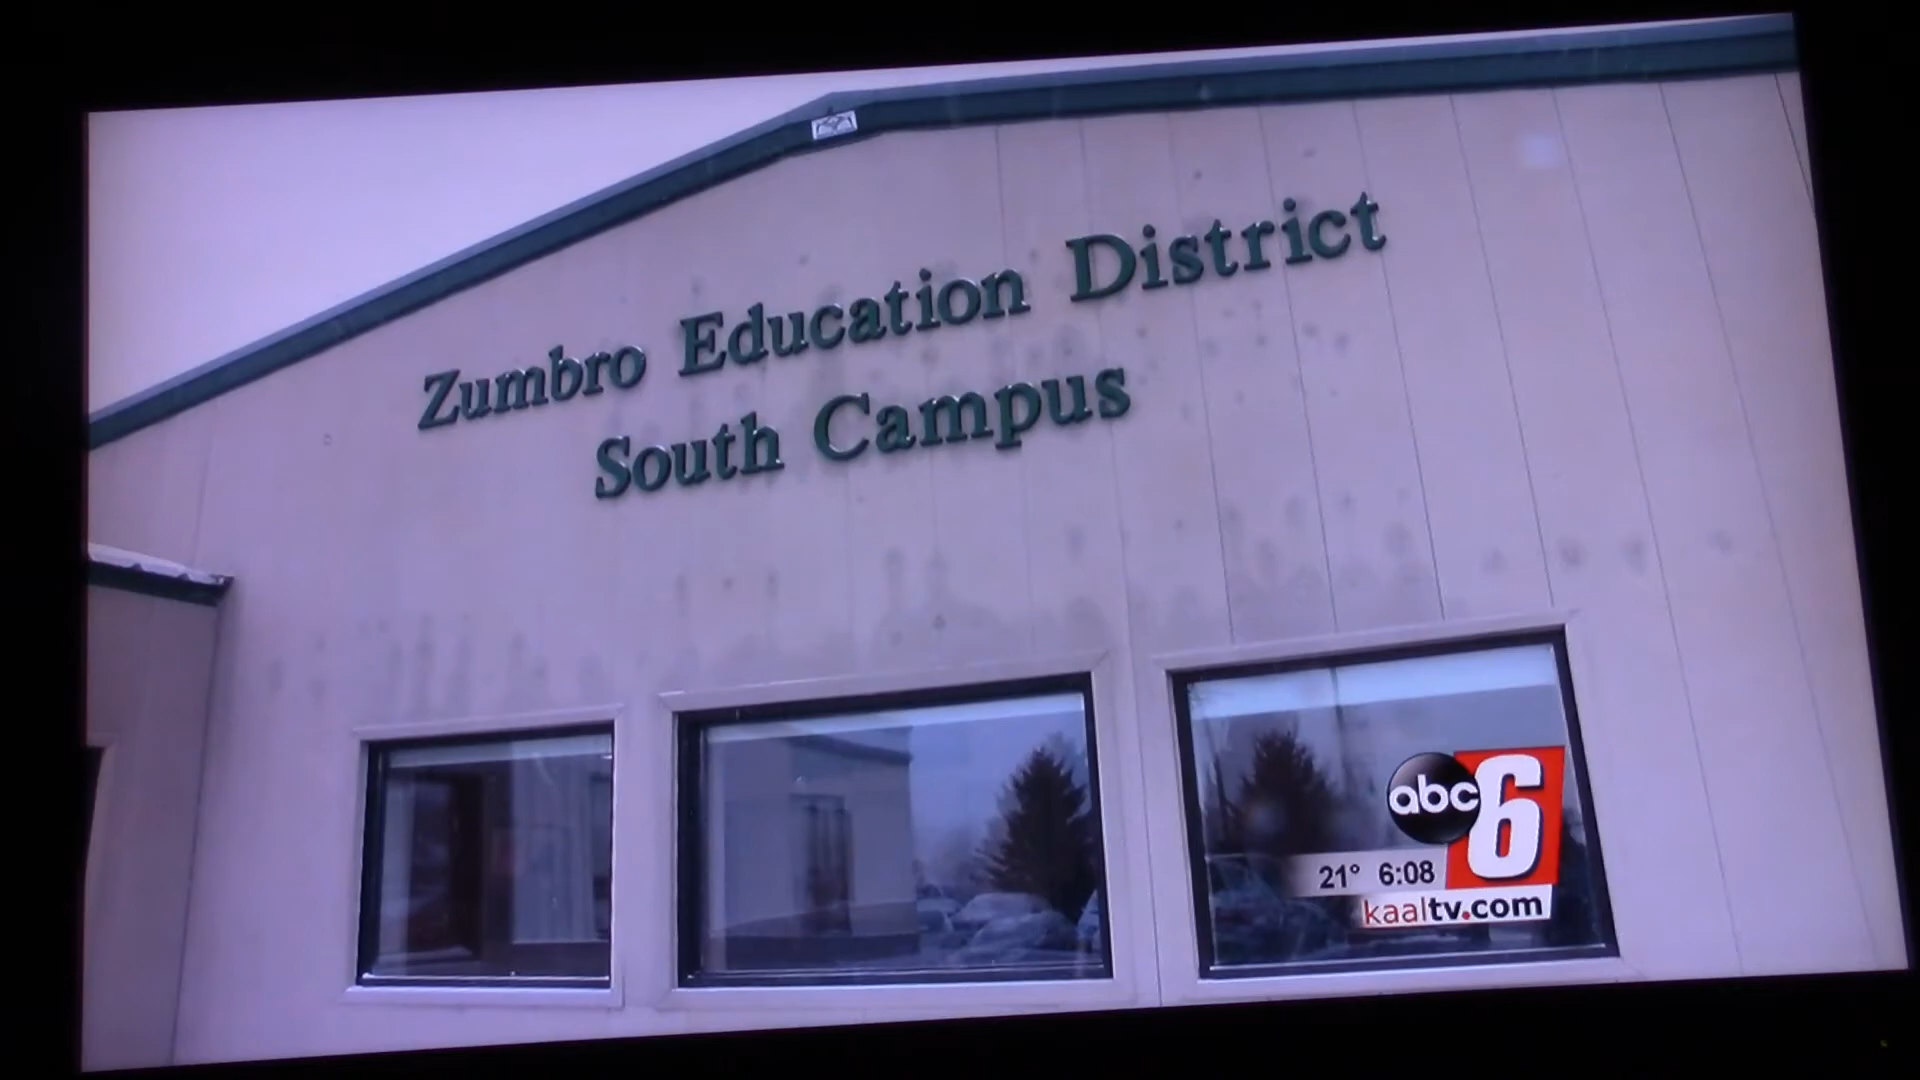 Zumbro Education District
South Campus
abc 6
21° 6:08
kaaltv.com